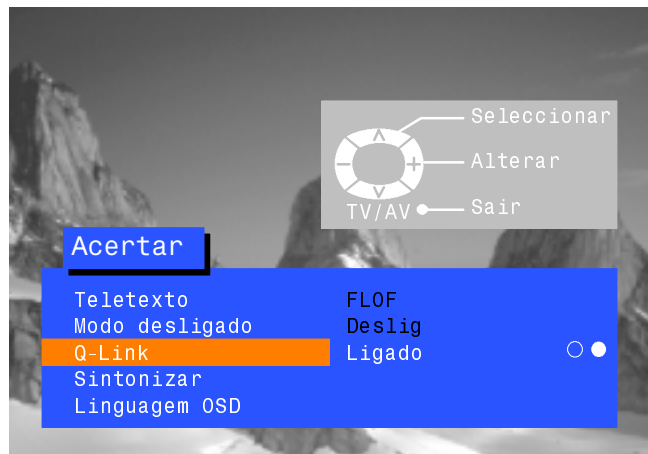 Seleccionar
Alterar
TV/AV Sair
Acertar
Teletexto FLOF
Modo desligado Deslig
Q-Link Ligado
Sintonizar
Linguagem OSD